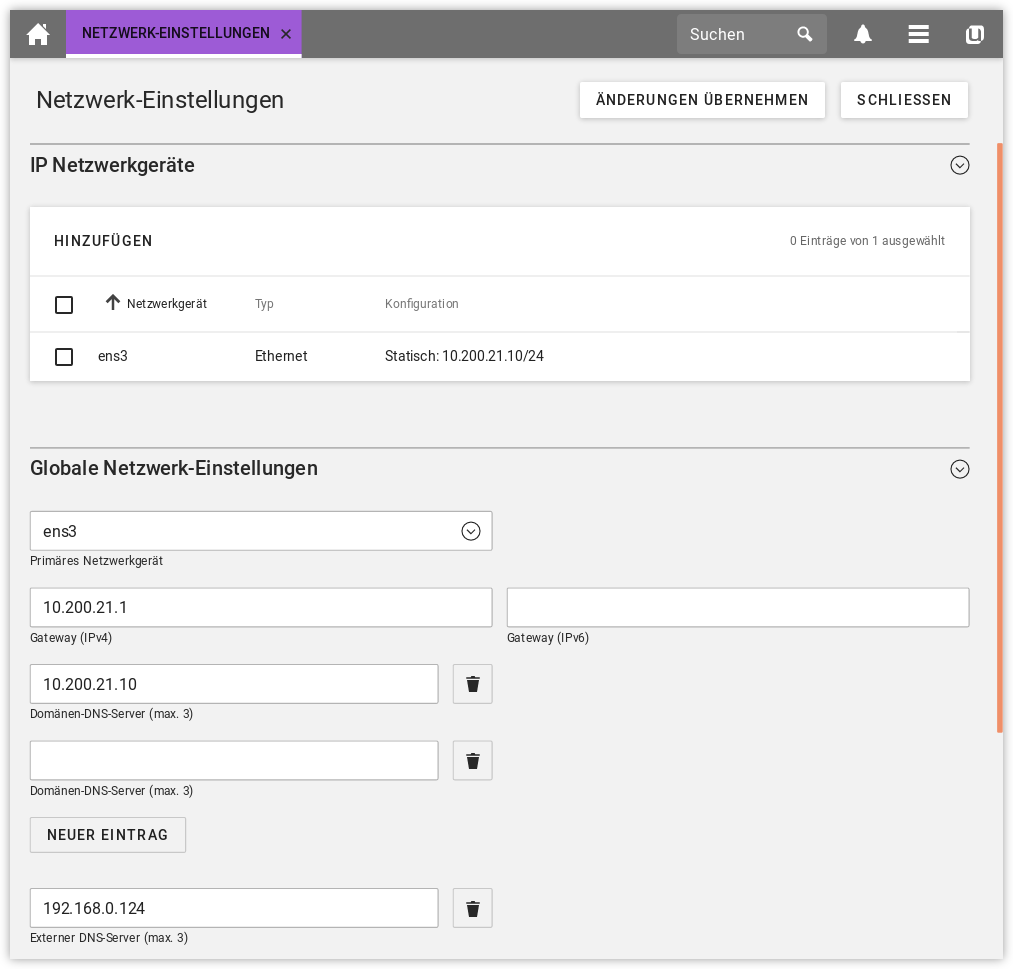 NETZWERK-EINSTELLUNGEN
Suchen
Netzwerk-Einstellungen
ÄNDERUNGEN ÜBERNEHMEN
SCHLIESSEN
IP Netzwerkgeräte
HINZUFÜGEN
0 Einträge von 1 ausgewählt
Netzwerkgerät Typ Konfiguration
ens3 Ethernet Statisch: 10.200.21.10/24
Globale Netzwerk-Einstellungen
ens3
Primäres Netzwerkgerät
10.200.21.1
Gateway (IPv4) Gateway (IPv6)
10.200.21.10
Domänen-DNS-Server (max. 3)
Domänen-DNS-Server (max. 3)
NEUER EINTRAG
192.168.0.124
Externer DNS-Server (max. 3)